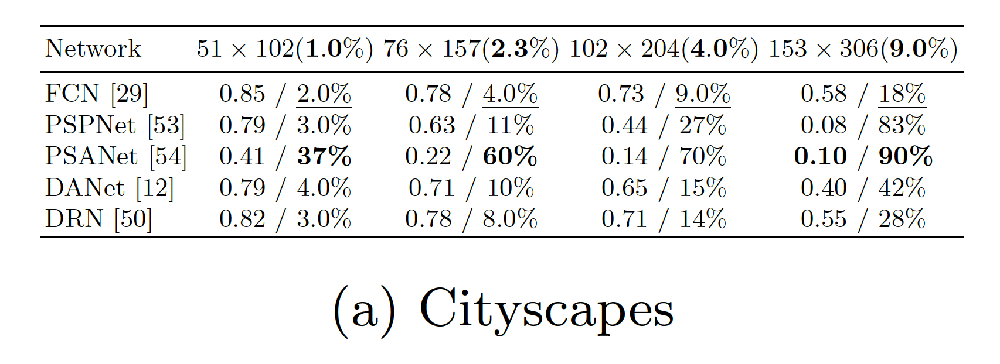 Network 51 × 102(1.0%) 76 × 157(2.3%) 102 × 204(4.0%) 153 × 306(9.0%)
FCN [29] 0.85 / 2.0% 0.78 / 4.0% 0.73 / 9.0% 0.58 / 18%
PSPNet [53] 0.79 / 3.0% 0.63 / 11% 0.44 / 27% 0.08 / 83%
PSANet [54] 0.41 / 37% 0.22 / 60% 0.14 / 70% 0.10 / 90%
DANet [12] 0.79 / 4.0% 0.71 / 10% 0.65 / 15% 0.40 / 42%
DRN [50] 0.82 / 3.0% 0.78 / 8.0% 0.71 / 14% 0.55 / 28%
(a) Cityscapes